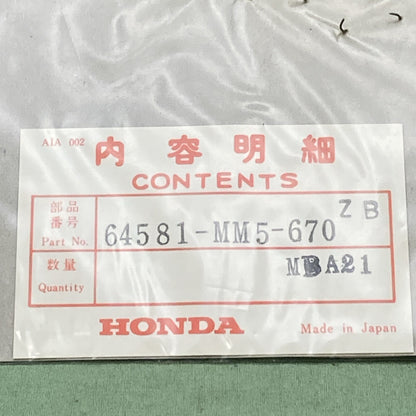 AIA 002
内容明細
CONTENTS
部品番号
Part No.
64581-MM5-670 ZB
数量
Quantity
MBA21
HONDA
Made in Japan